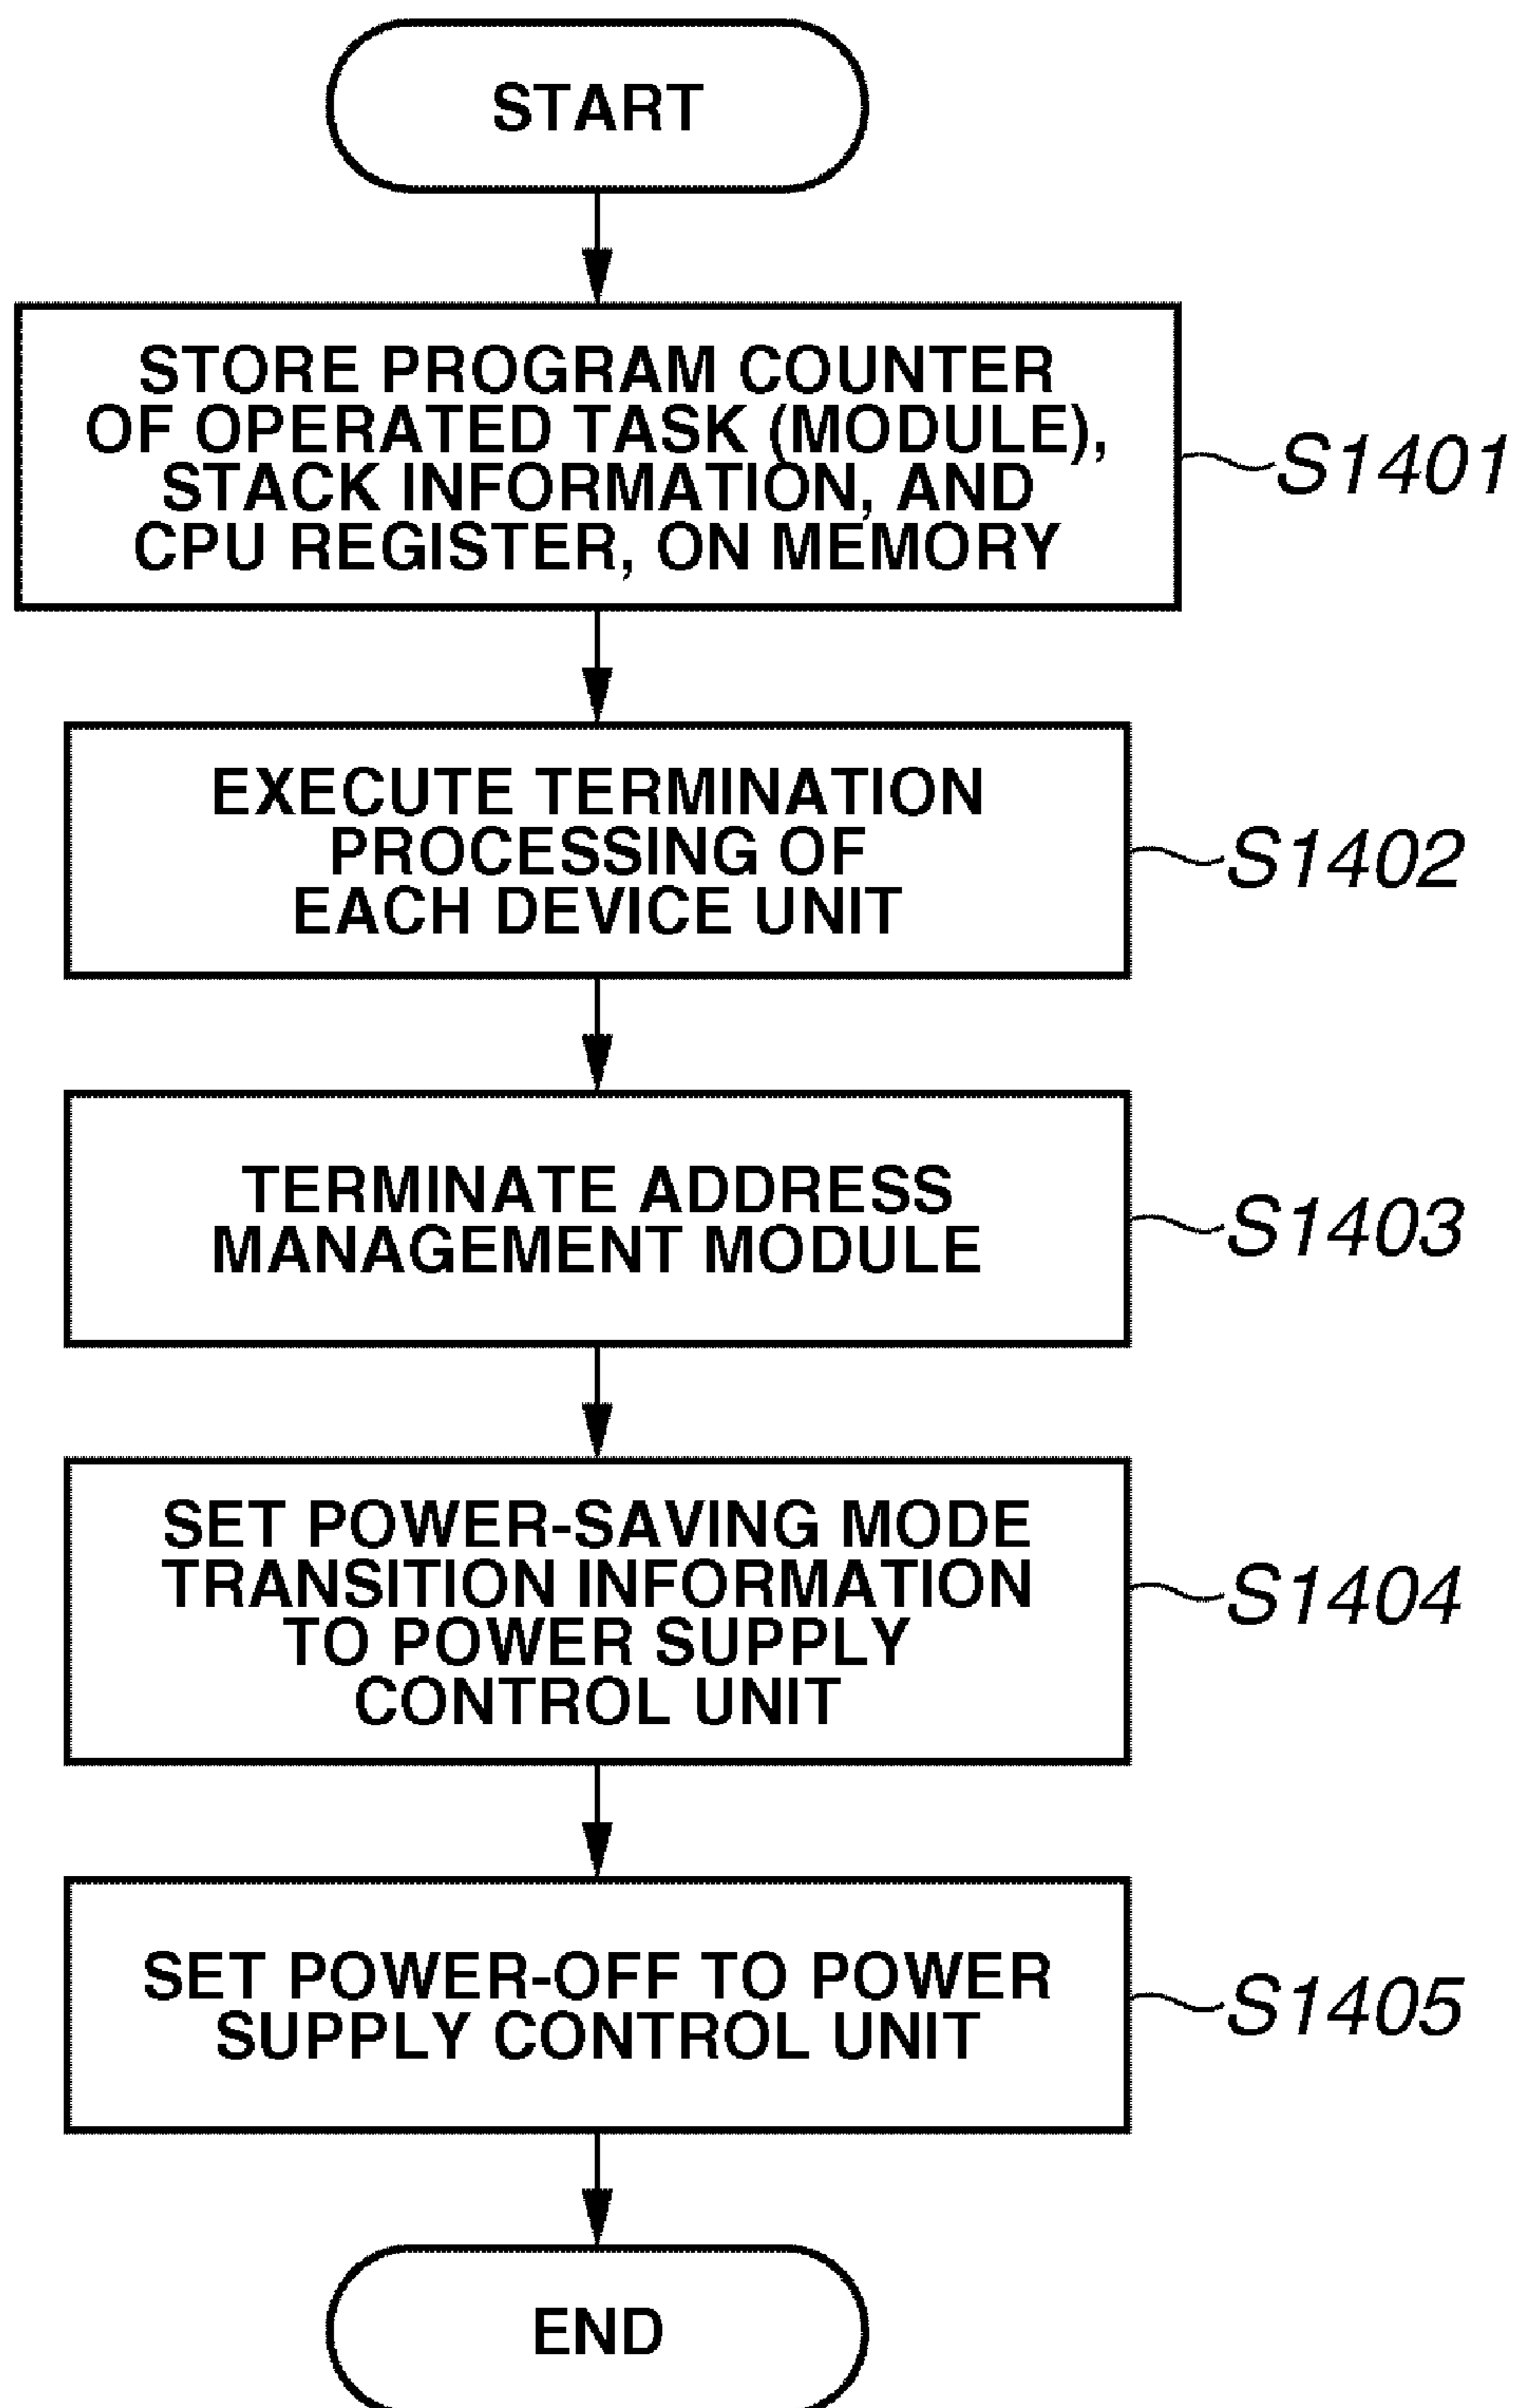 START
STORE PROGRAM COUNTER
OF OPERATED TASK (MODULE),
STACK INFORMATION, AND
CPU REGISTER, ON MEMORY
S1401
EXECUTE TERMINATION
PROCESSING OF
EACH DEVICE UNIT
S1402
TERMINATE ADDRESS
MANAGEMENT MODULE
S1403
SET POWER-SAVING MODE
TRANSITION INFORMATION
TO POWER SUPPLY
CONTROL UNIT
S1404
SET POWER-OFF TO POWER
SUPPLY CONTROL UNIT
S1405
END